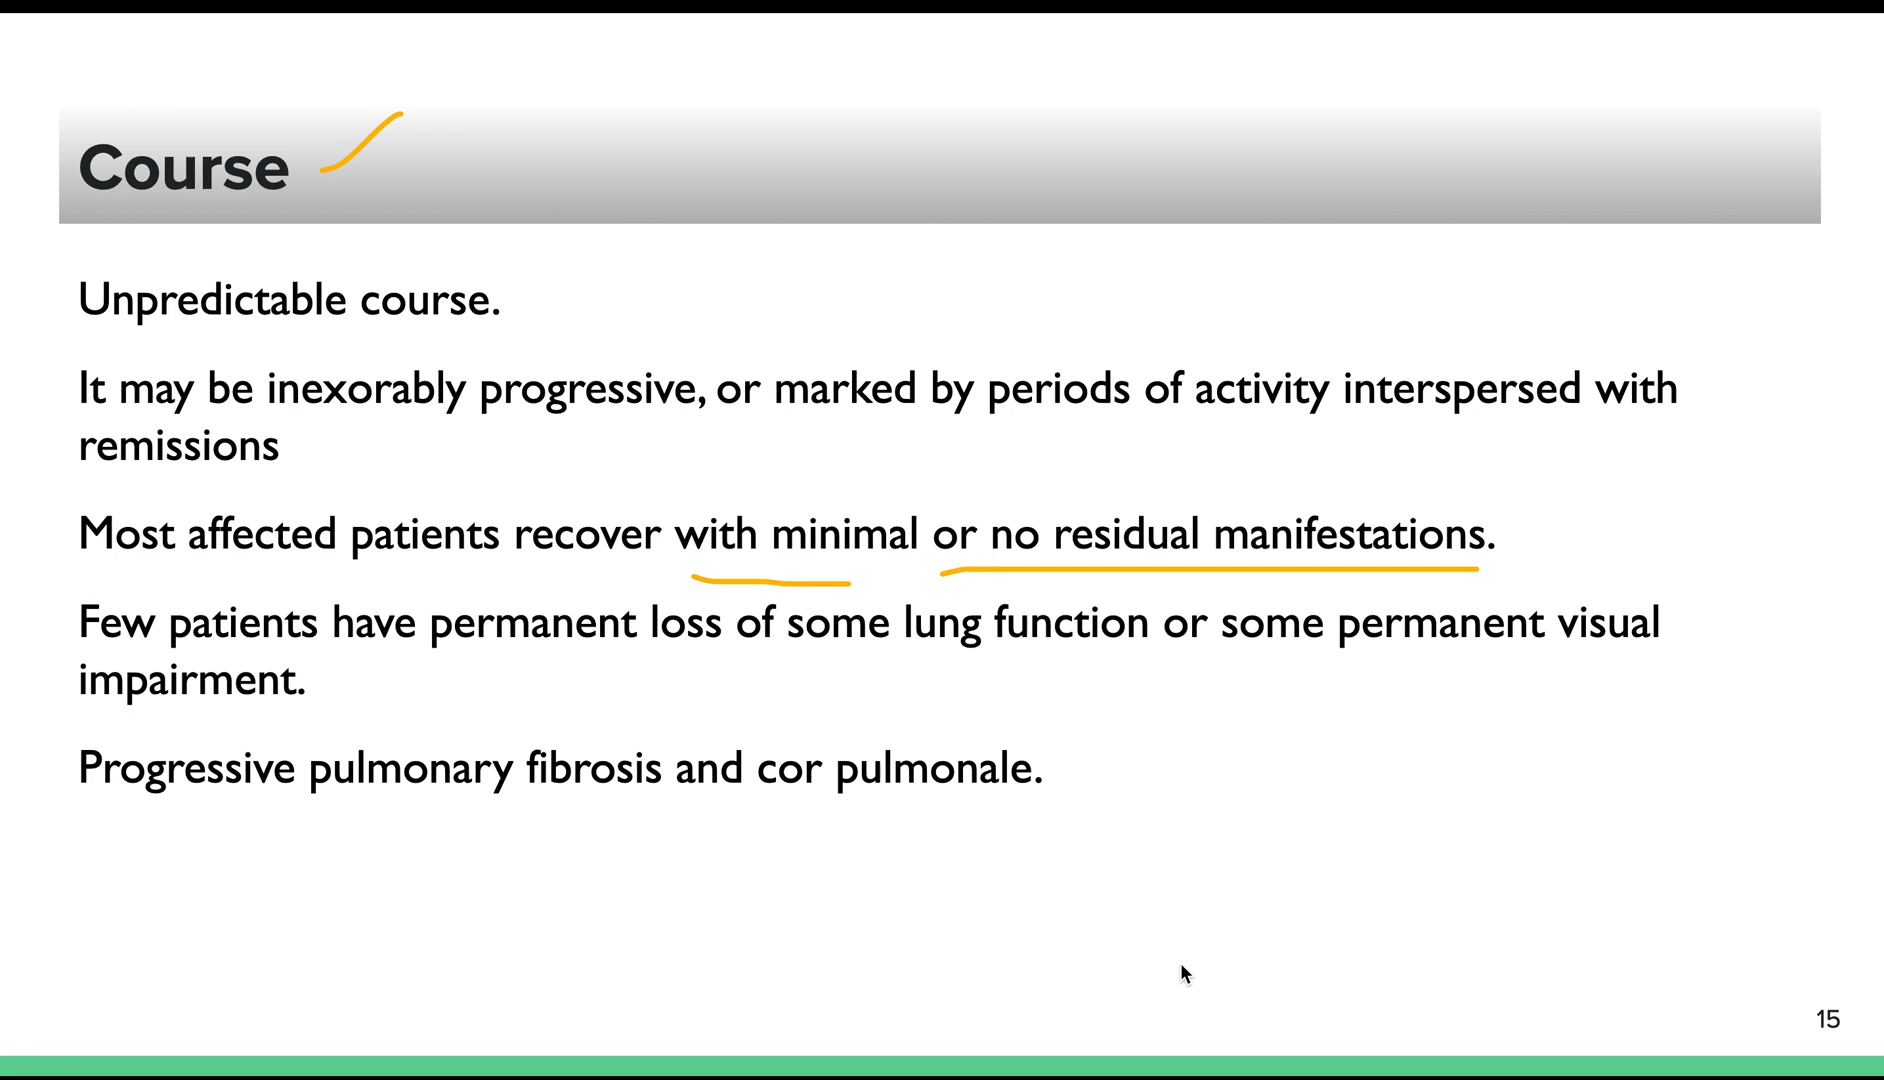 Course
Unpredictable course.
It may be inexorably progressive, or marked by periods of activity interspersed with
remissions
Most affected patients recover with minimal or no residual manifestations.
Few patients have permanent loss of some lung function or some permanent visual
impairment.
Progressive pulmonary fibrosis and cor pulmonale.
15